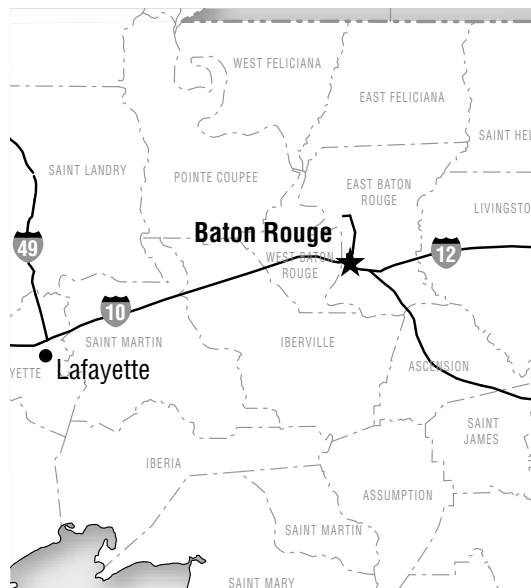 WEST FELICIANA
EAST FELICIANA
SAINT HEL
SAINT LANDRY
POINTE COUPEE
EAST BATON
ROUGE
LIVINGSTO
Baton Rouge
49
12
WEST BATON
ROUGE
10
SAINT MARTIN
IBERVILLE
YETTE
Lafayette
ASCENSION
SAINT
JAMES
IBERIA
ASSUMPTION
SAINT MARTIN
SAINT MARY